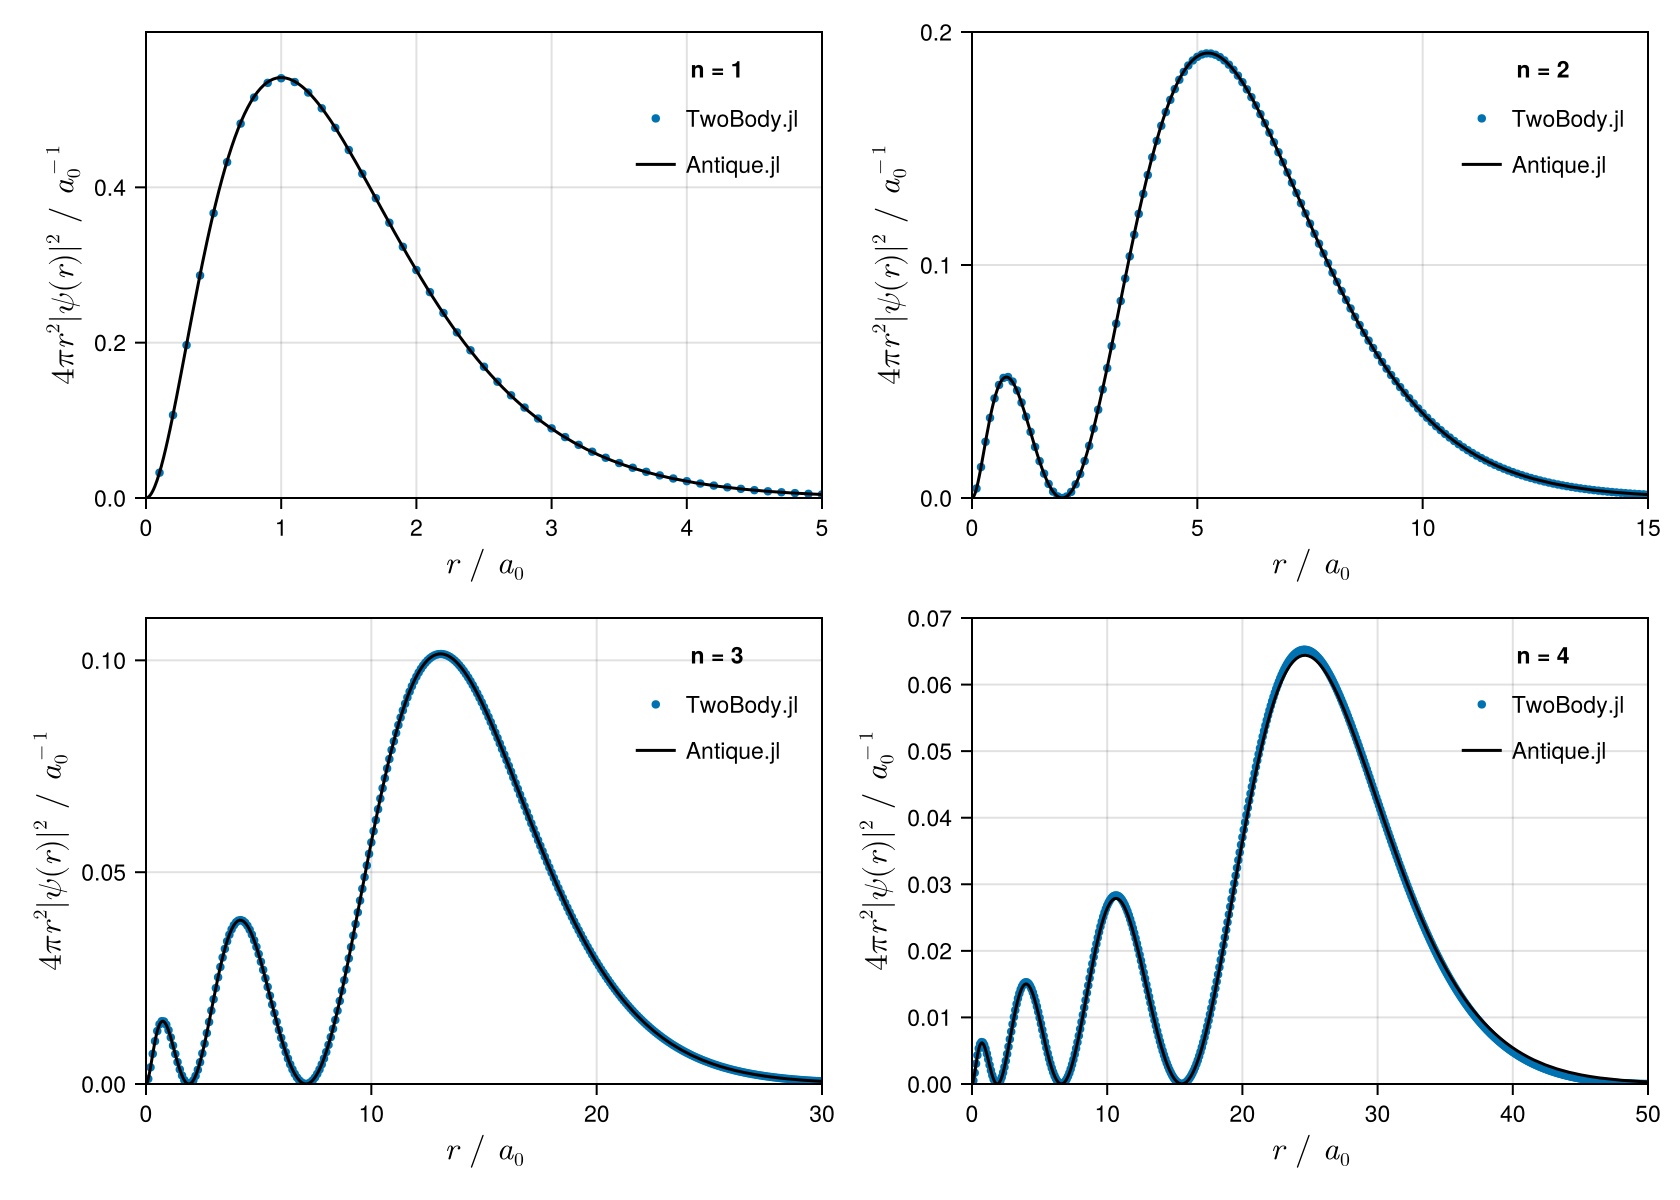 n = 1
TwoBody.jl
Antique.jl
4πr²|ψ(r)|² / a₀⁻¹
0.4
0.2
0.0
0 1 2 3 4 5
r / a₀
0.2
n = 2
TwoBody.jl
Antique.jl
4πr²|ψ(r)|² / a₀⁻¹
0.1
0.0
0 5 10 15
r / a₀
n = 3
0.10
TwoBody.jl
Antique.jl
4πr²|ψ(r)|² / a₀⁻¹
0.05
0.00
0 10 20 30
r / a₀
0.07
n = 4
0.06
TwoBody.jl
0.05
Antique.jl
4πr²|ψ(r)|² / a₀⁻¹
0.04
0.03
0.02
0.01
0.00
0 10 20 30 40 50
r / a₀